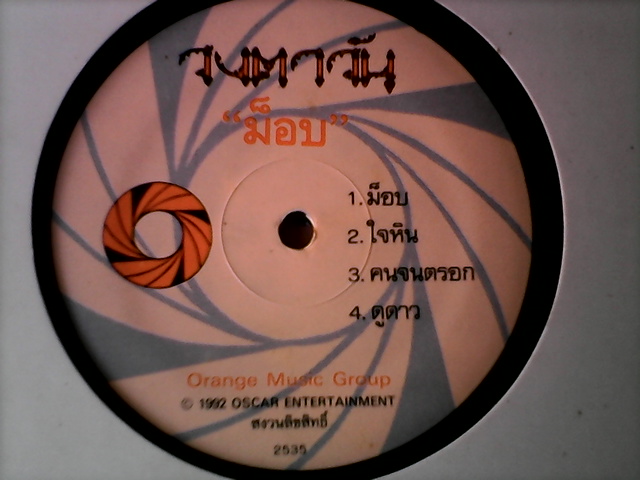 วงตาวัน
“ม็อบ”
1. ม็อบ
2. ใจหิน
3. คนจนตรอก
4. ดูดาว
Orange Music Group
© 1992 OSCAR ENTERTAINMENT
สงวนลิขสิทธิ์
2535